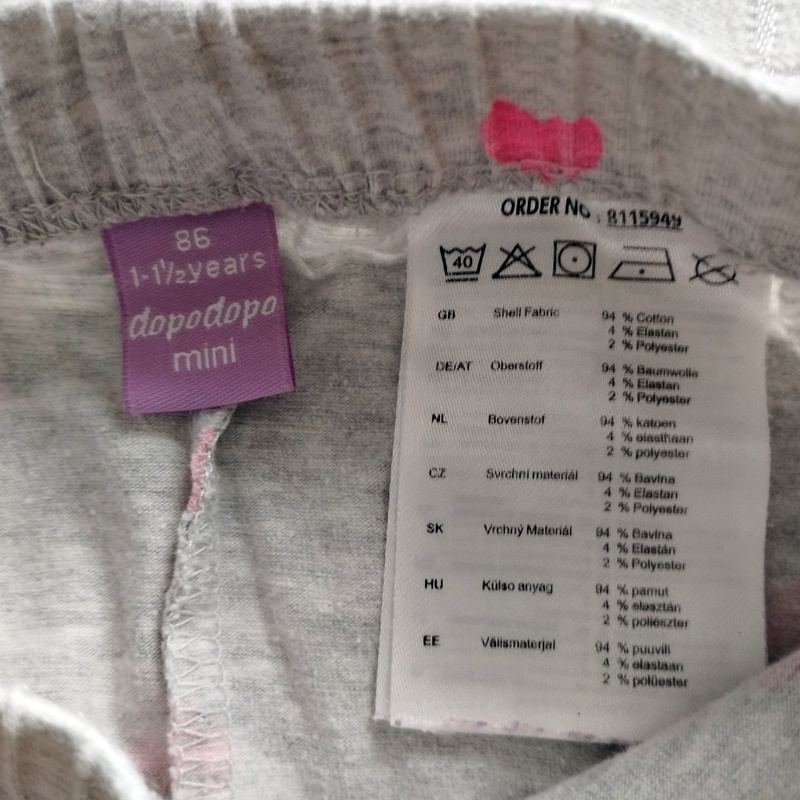 86
1-1½years
dopodopo
mini
ORDER No : 8115949
40
GB Shell Fabric 94 % Cotton
4 % Elastan
2 % Polyester
DE/AT Oberstoff 94 % Baumwolle
4 % Elastan
2 % Polyester
NL Bovenstof 94 % katoen
4 % elasthaan
2 % polyester
CZ Svrchní materiál 94 % Bavlna
4 % Elastan
2 % Polyester
SK Vrchný Materiál 94 % Bavlna
4 % Elastán
2 % Polyester
HU Külso anyag 94 % pamut
4 % elasztán
2 % poliészter
EE Välismaterjal 94 % puuvill
4 % elastaan
2 % polüester